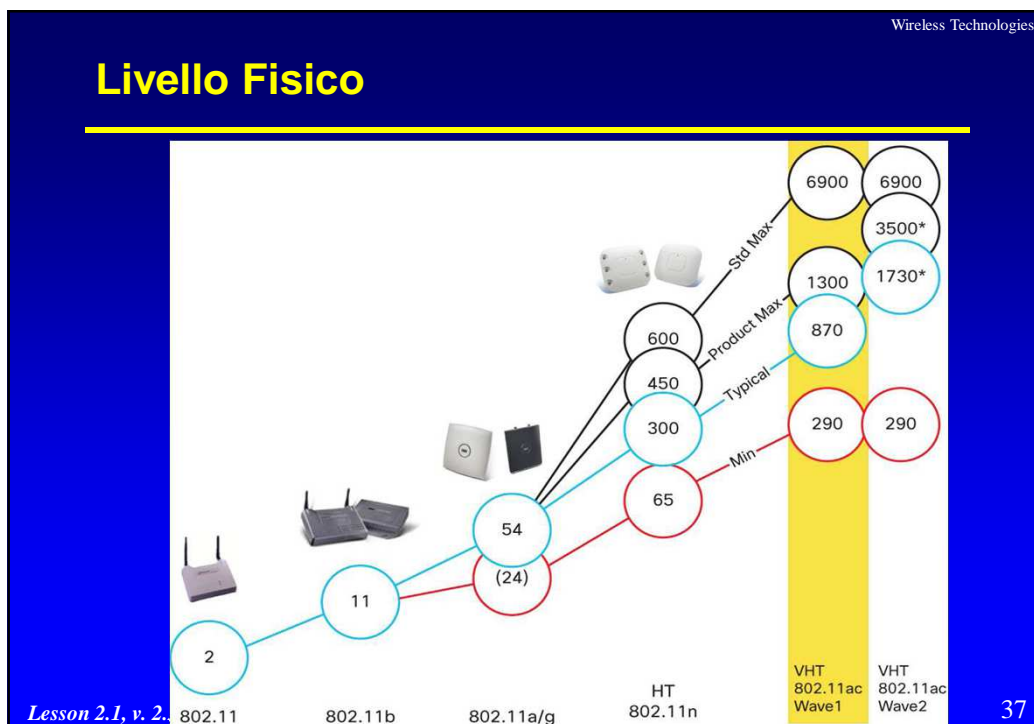 Wireless Technologies
Livello Fisico
6900
6900
Std Max
3500*
1730*
1300
Product Max
600
870
450
Typical
300
290
290
Min
65
54
(24)
11
2
VHT
802.11ac
Wave1
VHT
802.11ac
Wave2
HT
802.11n
802.11a/g
802.11b
802.11
Lesson 2.1, v. 2.
37